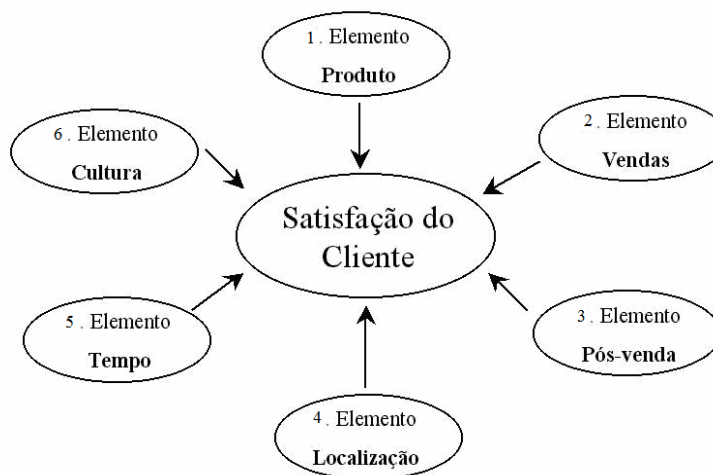 1. Elemento
Produto
2. Elemento
Vendas
3. Elemento
Pós-venda
4. Elemento
Localização
5. Elemento
Tempo
6. Elemento
Cultura
Satisfação do
Cliente